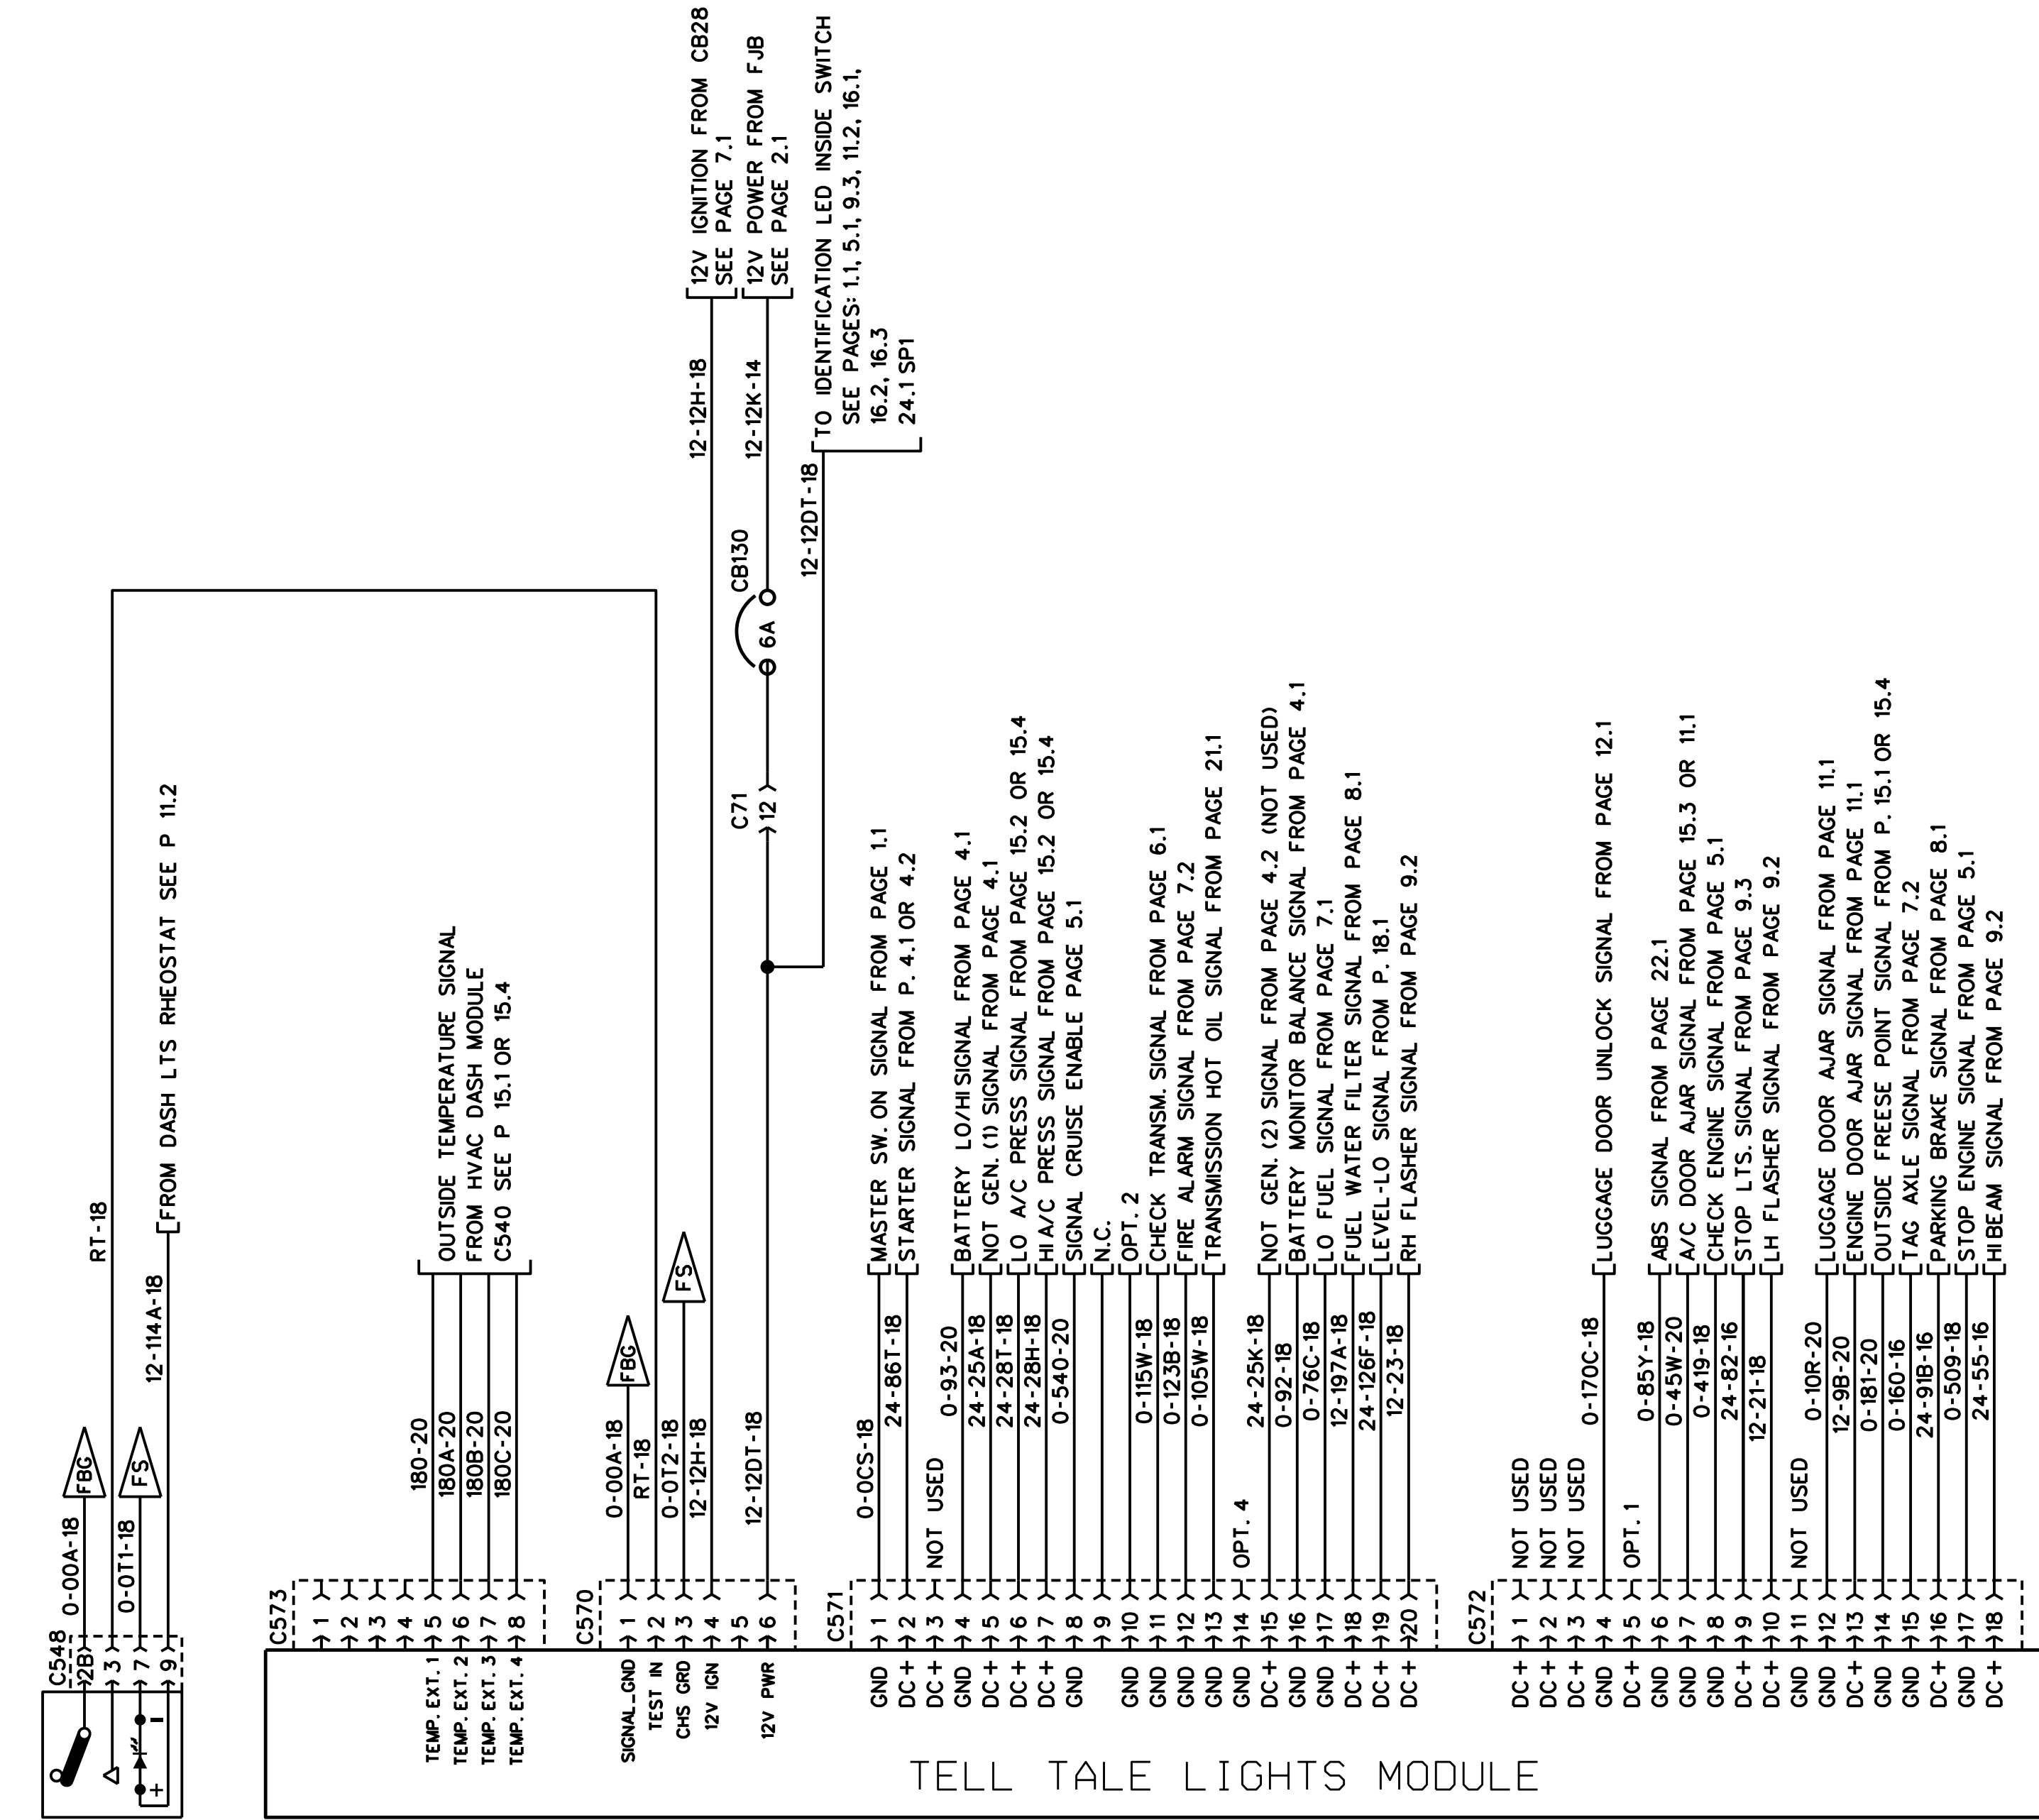 C548
2B 0-00A-18 FBG
3 RT-18
7 0-0T1-18 FS
9 12-114A-18 FROM DASH LTS RHEOSTAT SEE P 11.2
+ -
C573
1
2
3
4
TEMP. EXT. 1 5 180-20
TEMP. EXT. 2 6 180A-20
TEMP. EXT. 3 7 180B-20
TEMP. EXT. 4 8 180C-20
OUTSIDE TEMPERATURE SIGNAL
FROM HVAC DASH MODULE
C540 SEE P 15.1 OR 15.4
C570
SIGNAL_GND 1 0-00A-18 FBG
TEST IN 2 RT-18
CHS GRD 3 0-0T2-18 FS
12V IGN 4 12-12H-18 12-12H-18 12V IGNITION FROM CB28
SEE PAGE 7.1
5
12V PWR 6 12-12DT-18 C71 12 CB130 6A 12-12K-14 12V POWER FROM FJB
SEE PAGE 2.1
12-12DT-18 TO IDENTIFICATION LED INSIDE SWITCH
SEE PAGES: 1.1, 5.1, 9.3, 11.2, 16.1,
16.2, 16.3
24.1 SP1
C571
GND 1 0-0CS-18 MASTER SW. ON SIGNAL FROM PAGE 1.1
DC+ 2 24-86T-18 STARTER SIGNAL FROM P. 4.1 OR 4.2
DC+ 3 NOT USED
GND 4 0-93-20 BATTERY LO/HI SIGNAL FROM PAGE 4.1
DC+ 5 24-25A-18 NOT GEN. (1) SIGNAL FROM PAGE 4.1
DC+ 6 24-28T-18 LO A/C PRESS SIGNAL FROM PAGE 15.2 OR 15.4
DC+ 7 24-28H-18 HI A/C PRESS SIGNAL FROM PAGE 15.2 OR 15.4
GND 8 0-540-20 SIGNAL CRUISE ENABLE PAGE 5.1
9 N.C.
GND 10 OPT. 2
GND 11 0-115W-18 CHECK TRANSM. SIGNAL FROM PAGE 6.1
GND 12 0-123B-18 FIRE ALARM SIGNAL FROM PAGE 7.2
GND 13 0-105W-18 TRANSMISSION HOT OIL SIGNAL FROM PAGE 21.1
GND 14 OPT. 4
DC+ 15 24-25K-18 NOT GEN. (2) SIGNAL FROM PAGE 4.2 (NOT USED)
GND 16 0-92-18 BATTERY MONITOR BALANCE SIGNAL FROM PAGE 4.1
GND 17 0-76C-18 LO FUEL SIGNAL FROM PAGE 7.1
DC+ 18 12-197A-18 FUEL WATER FILTER SIGNAL FROM PAGE 8.1
DC+ 19 24-126F-18 LEVEL-LO SIGNAL FROM P. 18.1
DC+ 20 12-23-18 RH FLASHER SIGNAL FROM PAGE 9.2
C572
DC+ 1 NOT USED
DC+ 2 NOT USED
DC+ 3 NOT USED
GND 4 0-170C-18 LUGGAGE DOOR UNLOCK SIGNAL FROM PAGE 12.1
DC+ 5 OPT. 1
GND 6 0-85Y-18 ABS SIGNAL FROM PAGE 22.1
GND 7 0-45W-20 A/C DOOR AJAR SIGNAL FROM PAGE 15.3 OR 11.1
GND 8 0-419-18 CHECK ENGINE SIGNAL FROM PAGE 5.1
DC+ 9 24-82-16 STOP LTS. SIGNAL FROM PAGE 9.3
DC+ 10 12-21-18 LH FLASHER SIGNAL FROM PAGE 9.2
GND 11 NOT USED
GND 12 0-10R-20 LUGGAGE DOOR AJAR SIGNAL FROM PAGE 11.1
DC+ 13 12-9B-20 ENGINE DOOR AJAR SIGNAL FROM PAGE 11.1
GND 14 0-181-20 OUTSIDE FREESE POINT SIGNAL FROM P. 15.1 OR 15.4
GND 15 0-160-16 TAG AXLE SIGNAL FROM PAGE 7.2
DC+ 16 24-91B-16 PARKING BRAKE SIGNAL FROM PAGE 8.1
GND 17 0-509-18 STOP ENGINE SIGNAL FROM PAGE 5.1
DC+ 18 24-55-16 HIBEAM SIGNAL FROM PAGE 9.2
TELL TALE LIGHTS MODULE